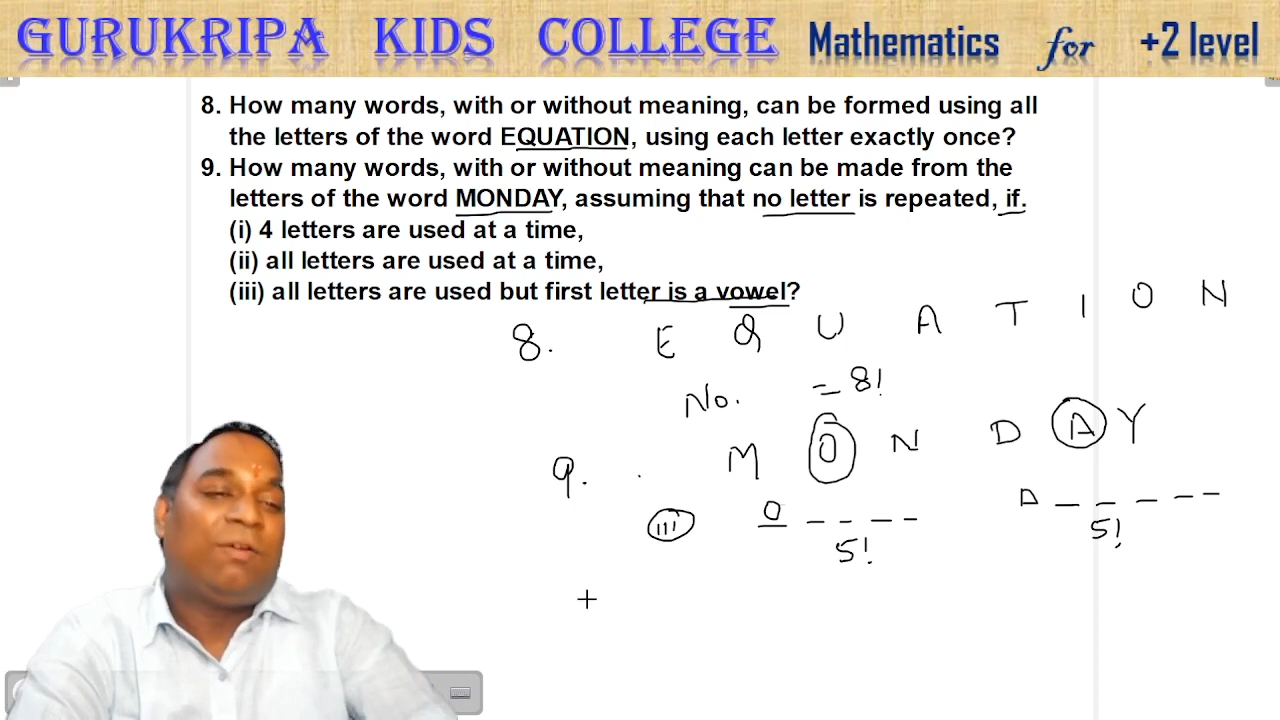 GURUKRIPA KIDS COLLEGE Mathematics for +2 level
8. How many words, with or without meaning, can be formed using all
the letters of the word EQUATION, using each letter exactly once?
9. How many words, with or without meaning can be made from the
letters of the word MONDAY, assuming that no letter is repeated, if.
(i) 4 letters are used at a time,
(ii) all letters are used at a time,
(iii) all letters are used but first letter is a vowel?
8. E Q U A T I O N
No. = 8!
9. M O N D A Y
(iii) O _ _ _ _ A _ _ _ _ _
5! 5!